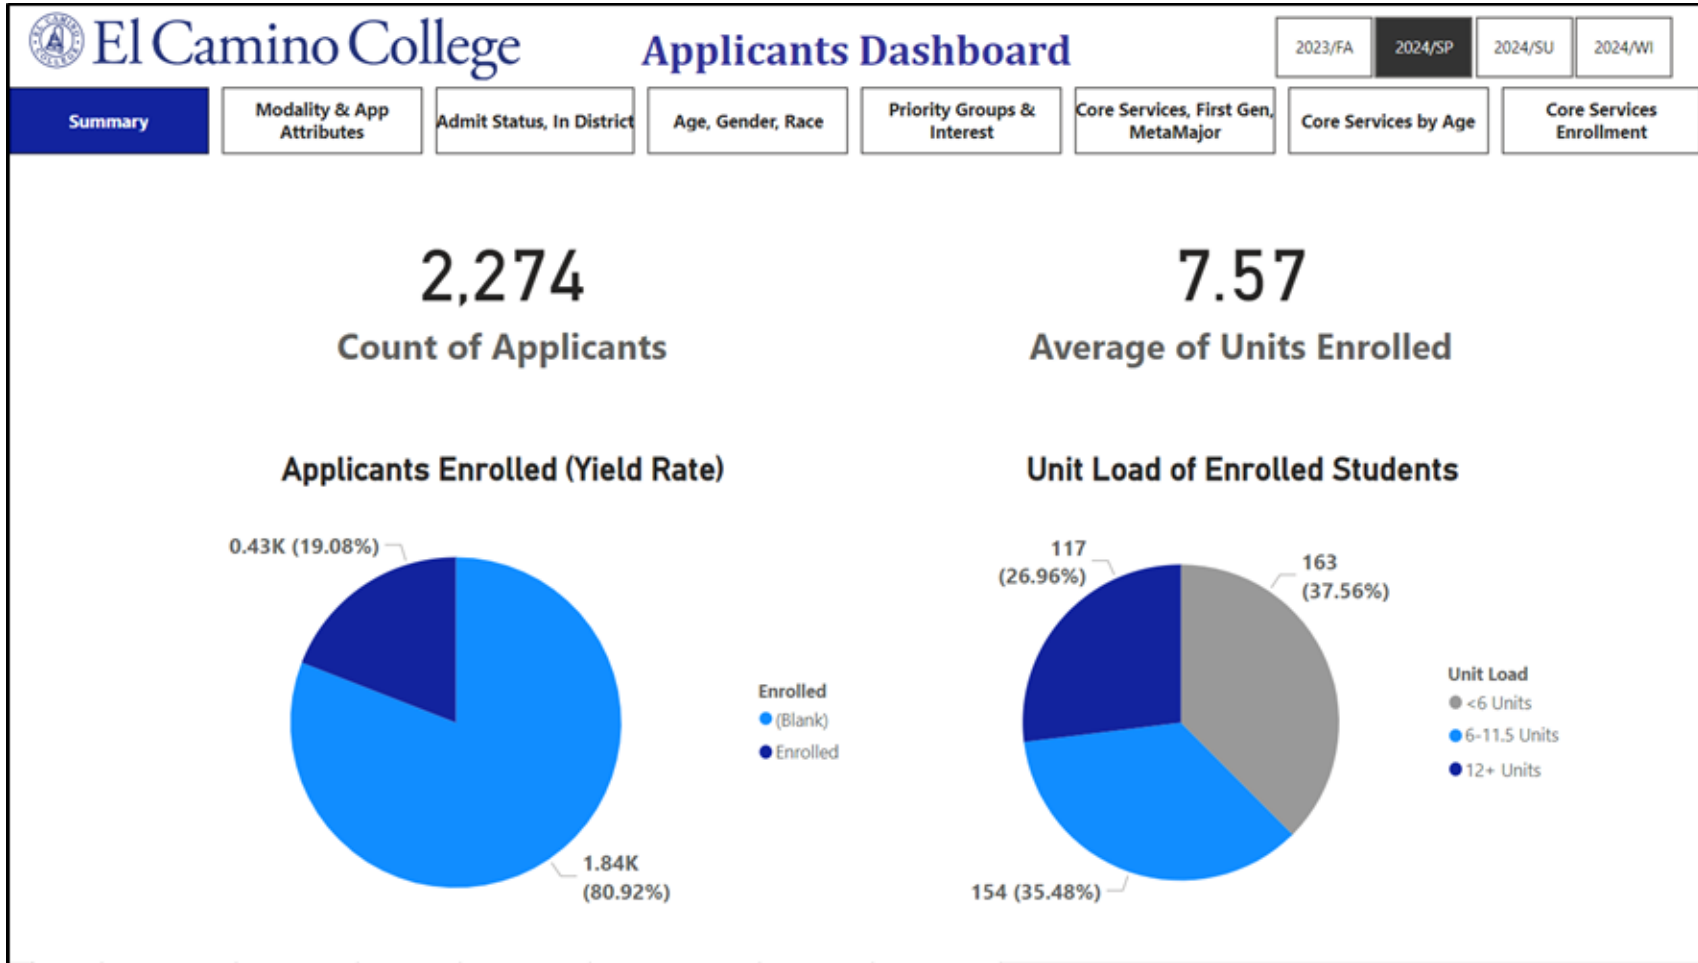 El Camino College
Applicants Dashboard
2023/FA
2024/SP
2024/SU
2024/WI
Summary
Modality & App
Attributes
Admit Status, In District
Age, Gender, Race
Priority Groups &
Interest
Core Services, First Gen,
MetaMajor
Core Services by Age
Core Services
Enrollment
2,274
Count of Applicants
7.57
Average of Units Enrolled
Applicants Enrolled (Yield Rate)
0.43K (19.08%)
1.84K
(80.92%)
Enrolled
(Blank)
Enrolled
Unit Load of Enrolled Students
117
(26.96%)
163
(37.56%)
154 (35.48%)
Unit Load
<6 Units
6-11.5 Units
12+ Units